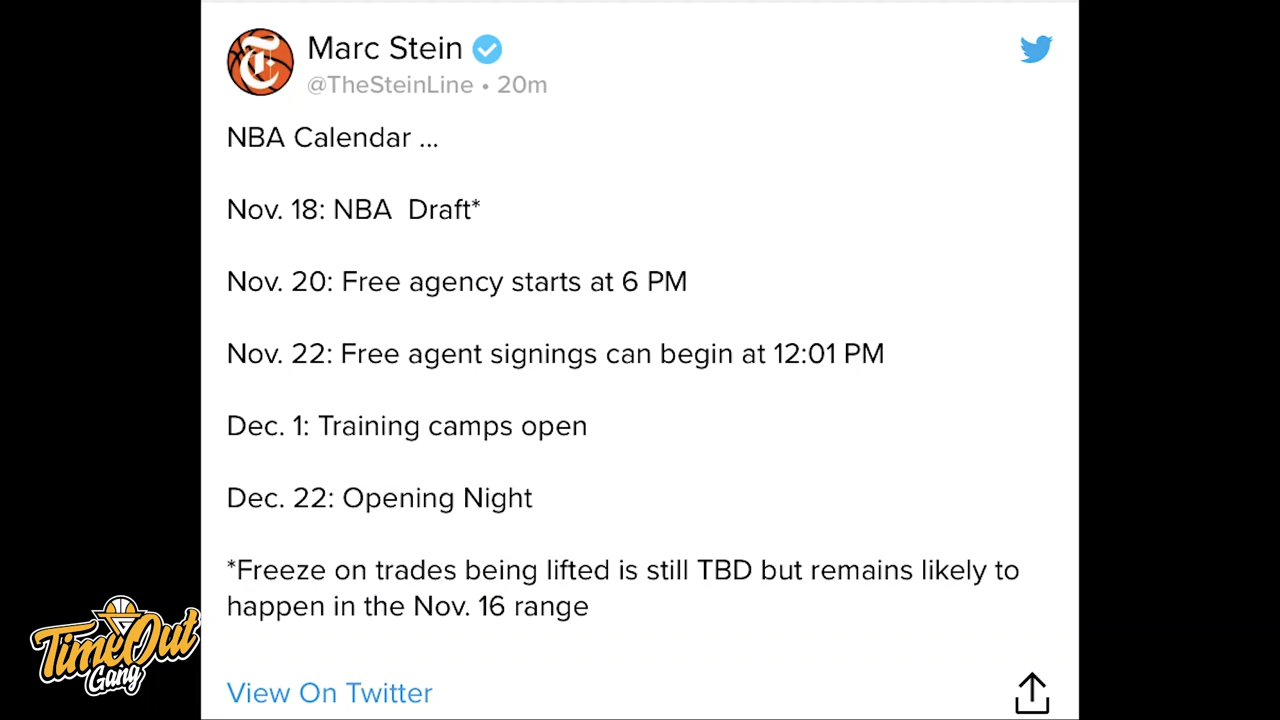 Marc Stein
@TheSteinLine • 20m
NBA Calendar ...
Nov. 18: NBA  Draft*
Nov. 20: Free agency starts at 6 PM
Nov. 22: Free agent signings can begin at 12:01 PM
Dec. 1: Training camps open
Dec. 22: Opening Night
*Freeze on trades being lifted is still TBD but remains likely to
happen in the Nov. 16 range
View On Twitter
TimeOut
Gang